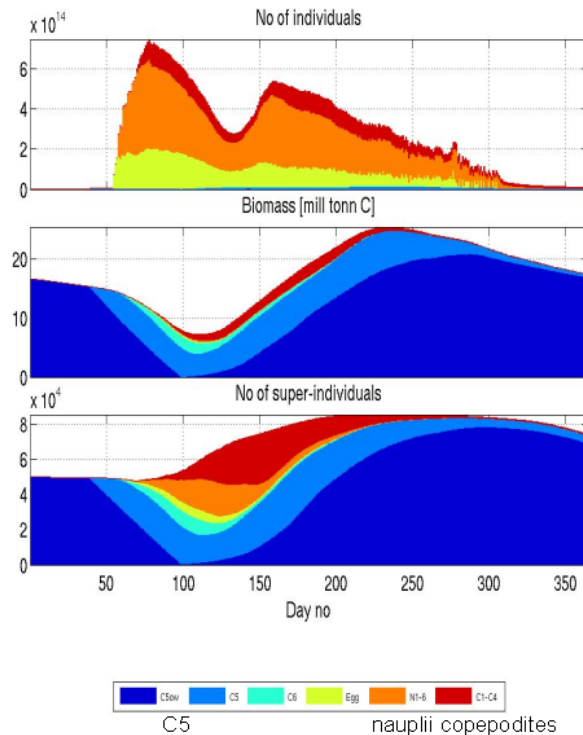 No of individuals
x 10^14
6
4
2
0
Biomass [mill tonn C]
20
10
0
No of super-individuals
x 10^4
8
6
4
2
0
50 100 150 200 250 300 350
Day no
C5ow C5 C6 Egg N1-6 C1-C4
C5 nauplii copepodites